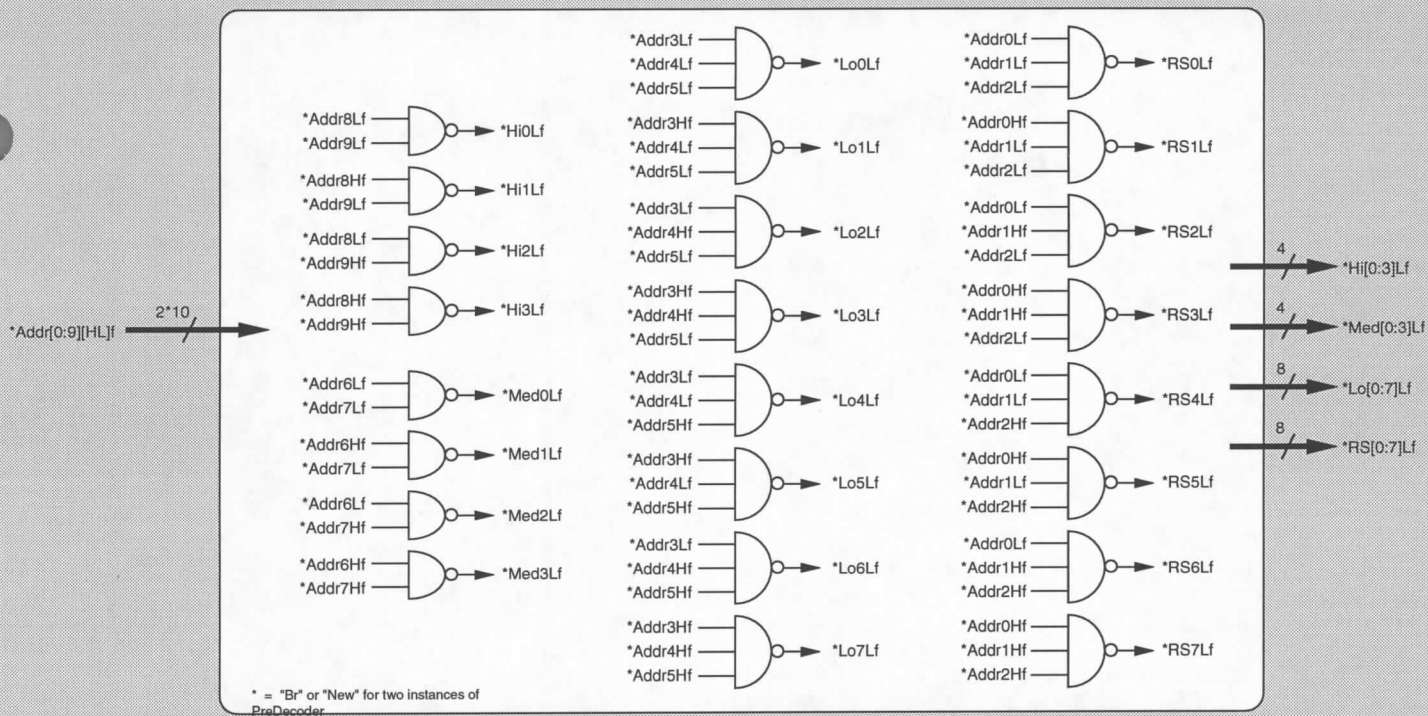 *Addr[0:9][HL]f
2*10
*Addr8Lf
*Addr9Lf
*Hi0Lf
*Addr8Hf
*Addr9Lf
*Hi1Lf
*Addr8Lf
*Addr9Hf
*Hi2Lf
*Addr8Hf
*Addr9Hf
*Hi3Lf
*Addr6Lf
*Addr7Lf
*Med0Lf
*Addr6Hf
*Addr7Lf
*Med1Lf
*Addr6Lf
*Addr7Hf
*Med2Lf
*Addr6Hf
*Addr7Hf
*Med3Lf
*Addr3Lf
*Addr4Lf
*Addr5Lf
*Lo0Lf
*Addr3Hf
*Addr4Lf
*Addr5Lf
*Lo1Lf
*Addr3Lf
*Addr4Hf
*Addr5Lf
*Lo2Lf
*Addr3Hf
*Addr4Hf
*Addr5Lf
*Lo3Lf
*Addr3Lf
*Addr4Lf
*Addr5Hf
*Lo4Lf
*Addr3Hf
*Addr4Lf
*Addr5Hf
*Lo5Lf
*Addr3Lf
*Addr4Hf
*Addr5Hf
*Lo6Lf
*Addr3Hf
*Addr4Hf
*Addr5Hf
*Lo7Lf
*Addr0Lf
*Addr1Lf
*Addr2Lf
*RS0Lf
*Addr0Hf
*Addr1Lf
*Addr2Lf
*RS1Lf
*Addr0Lf
*Addr1Hf
*Addr2Lf
*RS2Lf
*Addr0Hf
*Addr1Hf
*Addr2Lf
*RS3Lf
*Addr0Lf
*Addr1Lf
*Addr2Hf
*RS4Lf
*Addr0Hf
*Addr1Lf
*Addr2Hf
*RS5Lf
*Addr0Lf
*Addr1Hf
*Addr2Hf
*RS6Lf
*Addr0Hf
*Addr1Hf
*Addr2Hf
*RS7Lf
4
*Hi[0:3]Lf
4
*Med[0:3]Lf
8
*Lo[0:7]Lf
8
*RS[0:7]Lf
* = "Br" or "New" for two instances of
PreDecoder